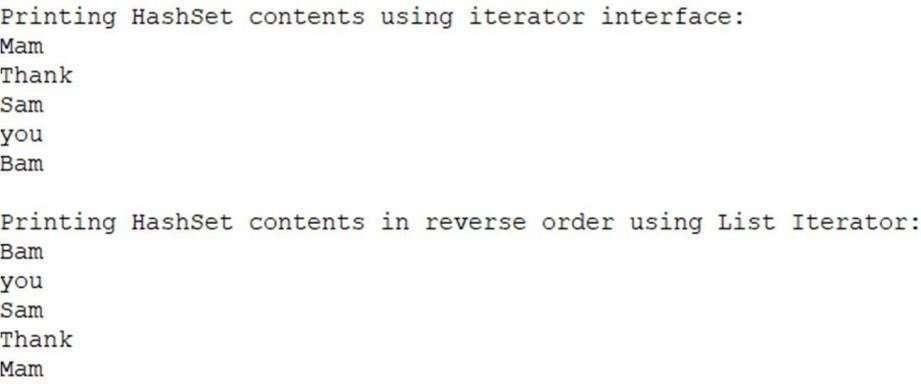 Printing HashSet contents using iterator interface:
Mam
Thank
Sam
you
Bam
Printing HashSet contents in reverse order using List Iterator:
Bam
you
Sam
Thank
Mam